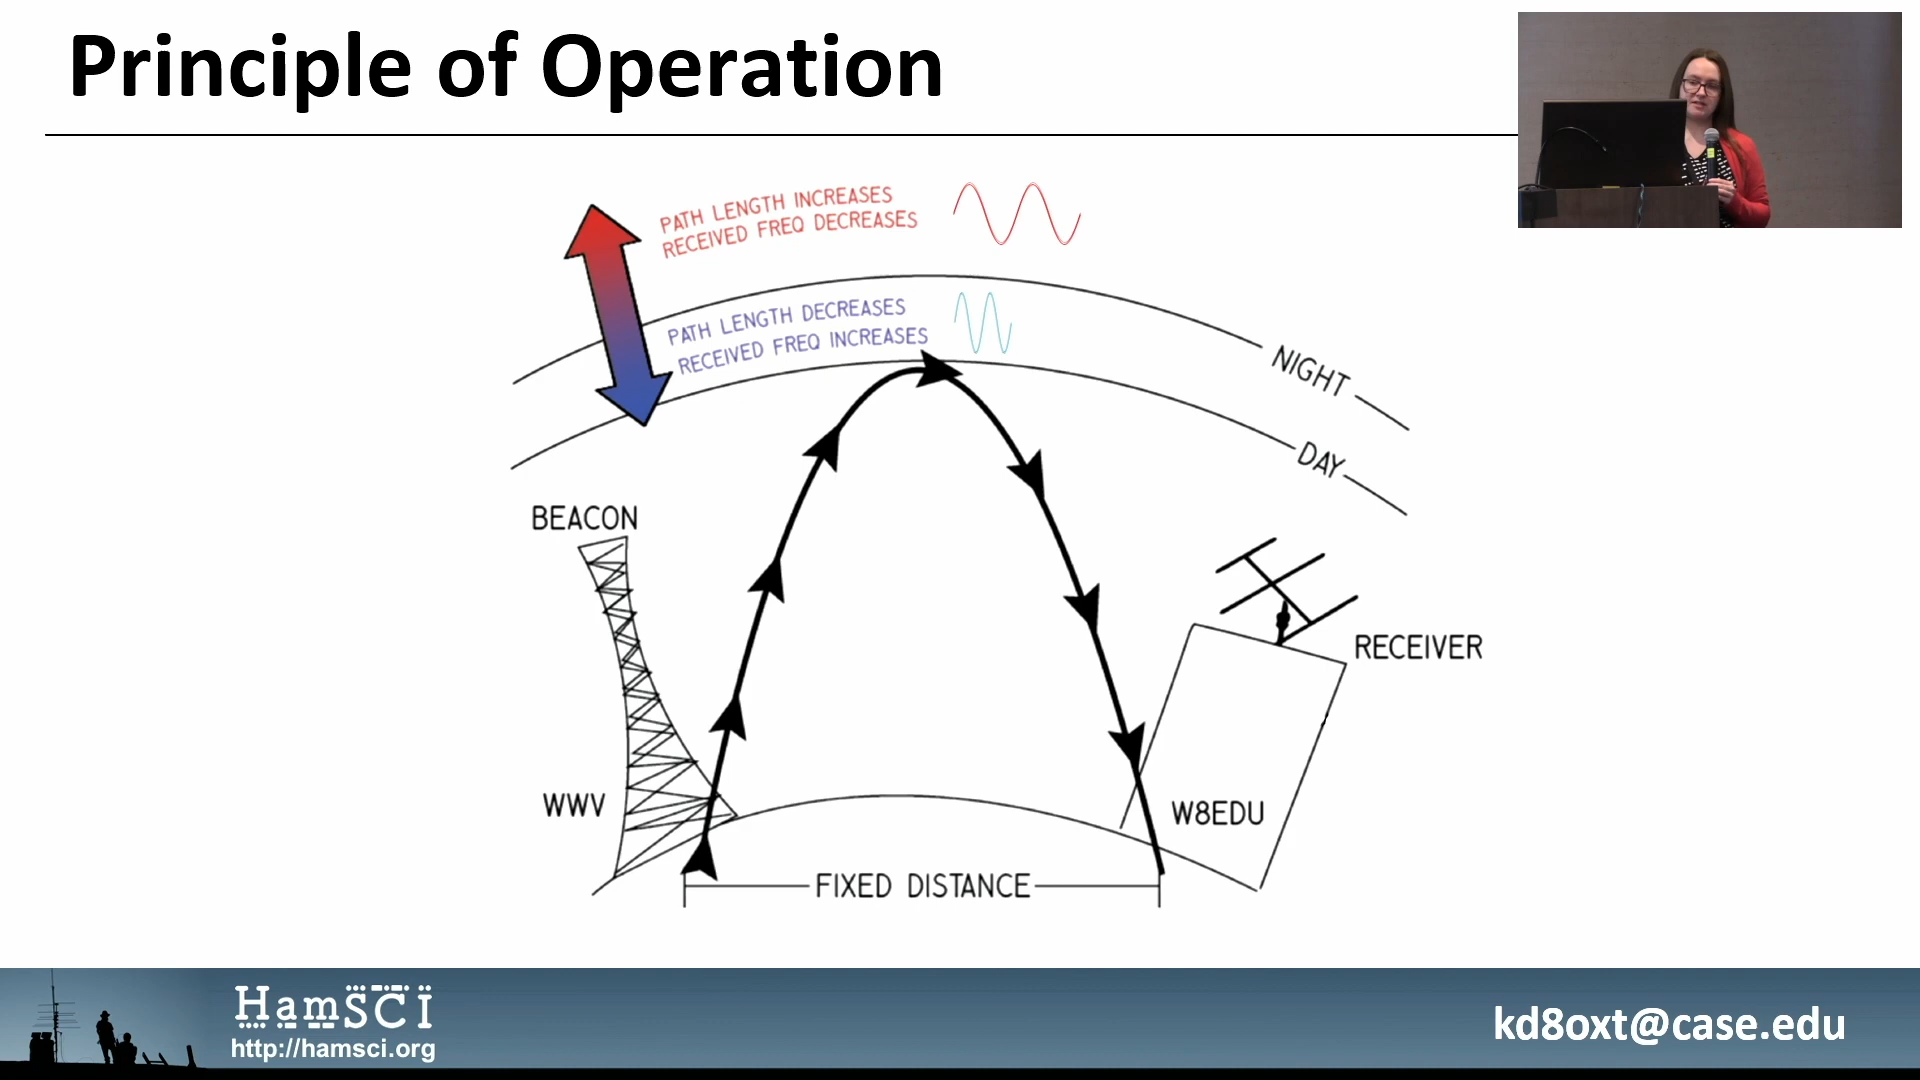 Principle of Operation
PATH LENGTH INCREASES
RECEIVED FREQ DECREASES
PATH LENGTH DECREASES
RECEIVED FREQ INCREASES
NIGHT
DAY
BEACON
RECEIVER
WWV
W8EDU
FIXED DISTANCE
HamSCI
http://hamsci.org
kd8oxt@case.edu